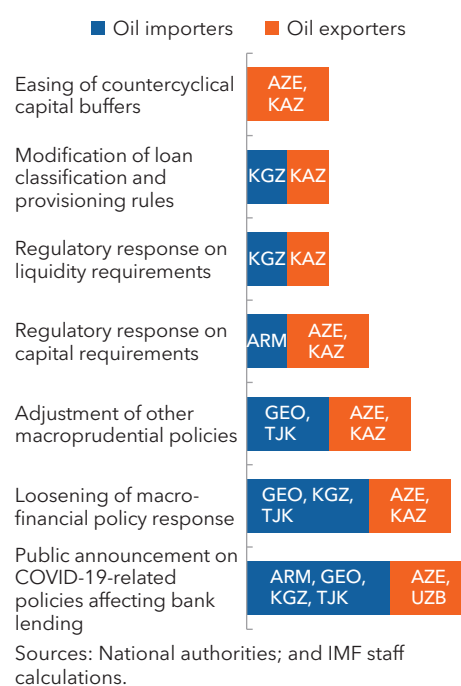 Oil importers Oil exporters
Easing of countercyclical
capital buffers
AZE,
KAZ
Modification of loan
classification and
provisioning rules
KGZ KAZ
Regulatory response on
liquidity requirements
KGZ KAZ
Regulatory response on
capital requirements
ARM
AZE,
KAZ
Adjustment of other
macroprudential policies
GEO,
TJK
AZE,
KAZ
Loosening of macro-
financial policy response
GEO, KGZ,
TJK
AZE,
KAZ
Public announcement on
COVID-19-related
policies affecting bank
lending
ARM, GEO,
KGZ, TJK
AZE,
UZB
Sources: National authorities; and IMF staff
calculations.